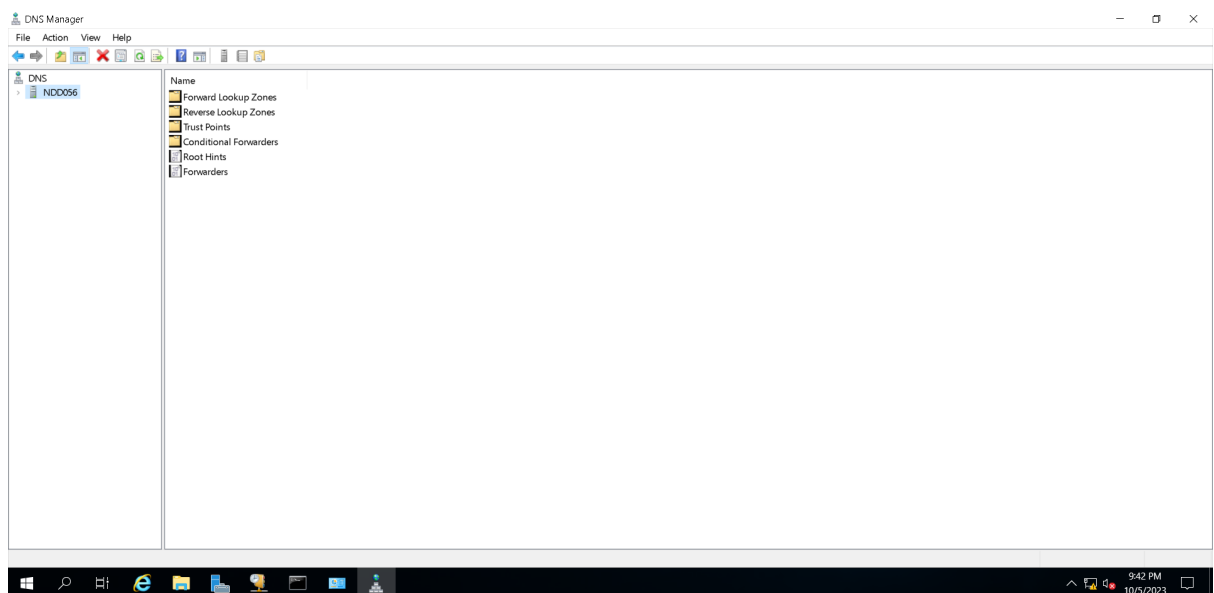 DNS Manager
File Action View Help
DNS
NDD056
Name
Forward Lookup Zones
Reverse Lookup Zones
Trust Points
Conditional Forwarders
Root Hints
Forwarders
9:42 PM
10/5/2023